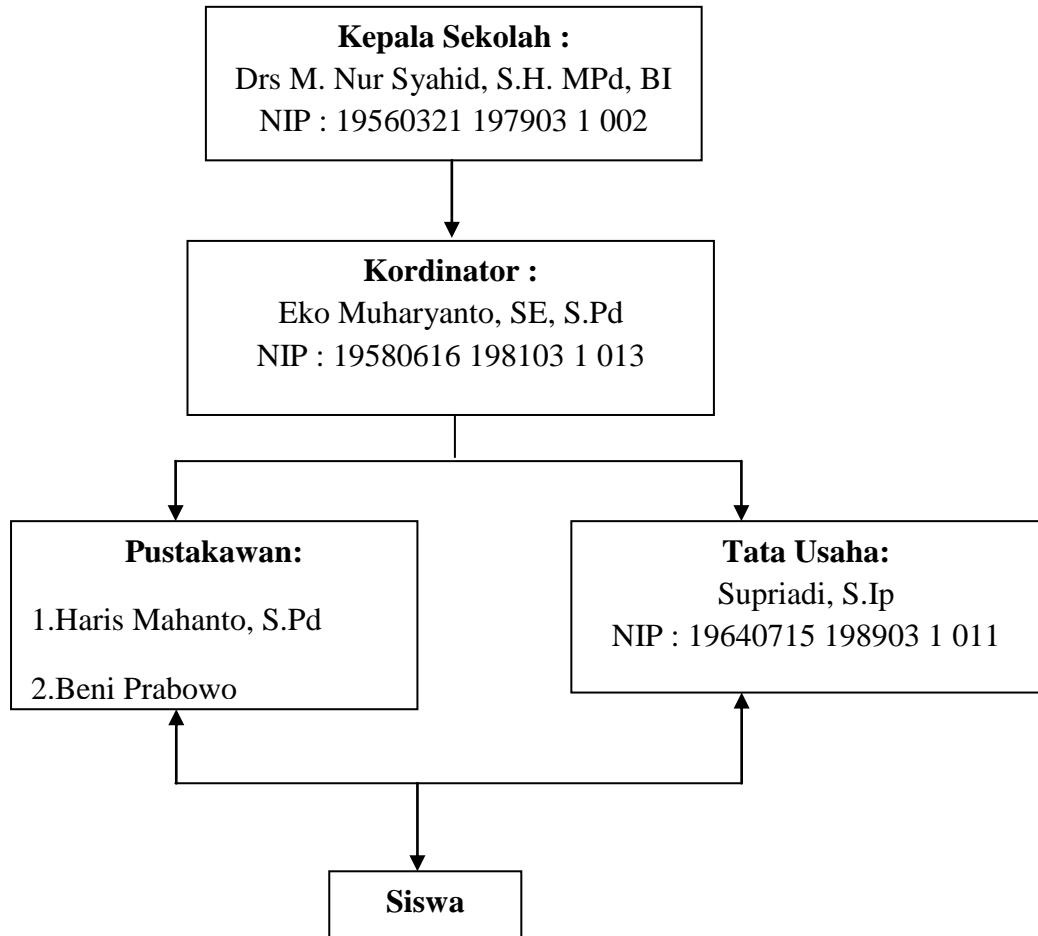 Kepala Sekolah :
Drs M. Nur Syahid, S.H. MPd, BI
NIP : 19560321 197903 1 002
Kordinator :
Eko Muharyanto, SE, S.Pd
NIP : 19580616 198103 1 013
Pustakawan:
1.Haris Mahanto, S.Pd
2.Beni Prabowo
Tata Usaha:
Supriadi, S.Ip
NIP : 19640715 198903 1 011
Siswa